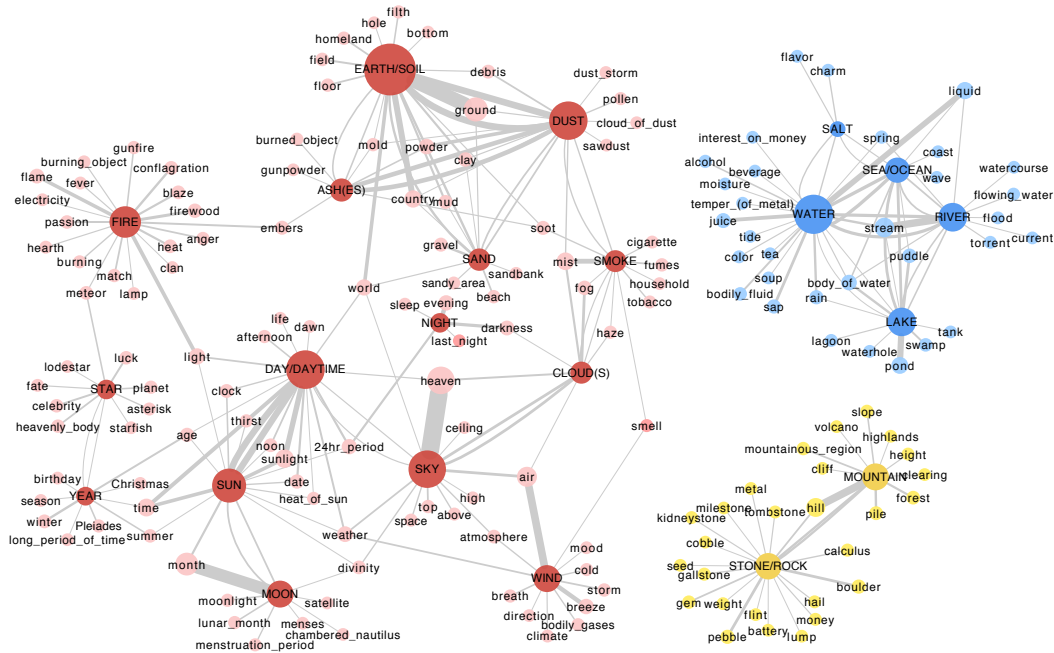 filth
hole
bottom
homeland
field
EARTH/SOIL
debris
dust_storm
floor
pollen
ground
DUST
cloud_of_dust
burned_object
mold
powder
sawdust
clay
gunpowder
ASH(ES)
country
mud
gunfire
burning_object
conflagration
flame
fever
blaze
electricity
firewood
passion
FIRE
embers
anger
hearth
heat
burning
clan
match
meteor
lamp
soot
gravel
cigarette
SAND
mist
SMOKE
fumes
sandbank
household
sandy_area
fog
world
beach
tobacco
sleep
evening
NIGHT
darkness
last_night
haze
life
dawn
afternoon
light
DAY/DAYTIME
CLOUD(S)
heaven
luck
lodestar
fate
STAR
planet
clock
celebrity
asterisk
heavenly_body
starfish
thirst
smell
age
noon
24hr_period
ceiling
sunlight
SKY
birthday
Christmas
SUN
date
air
season
YEAR
heat_of_sun
high
time
top
above
winter
Pleiades
space
long_period_of_time
summer
weather
atmosphere
month
divinity
mood
cold
MOON
WIND
storm
moonlight
satellite
breath
breeze
lunar_month
menses
direction
bodily_gases
chambered_nautilus
climate
menstruation_period
flavor
charm
liquid
SALT
spring
interest_on_money
coast
alcohol
beverage
SEA/OCEAN
watercourse
moisture
wave
flowing_water
temper_(of_metal)
WATER
RIVER
flood
juice
stream
tide
torrent
current
color
tea
puddle
soup
body_of_water
bodily_fluid
rain
sap
LAKE
tank
lagoon
swamp
waterhole
pond
slope
volcano
highlands
mountainous_region
height
cliff
MOUNTAIN
clearing
metal
forest
milestone
tombstone
hill
pile
kidneystone
cobble
calculus
seed
STONE/ROCK
gallstone
boulder
gem
weight
hail
flint
money
pebble
battery
lump